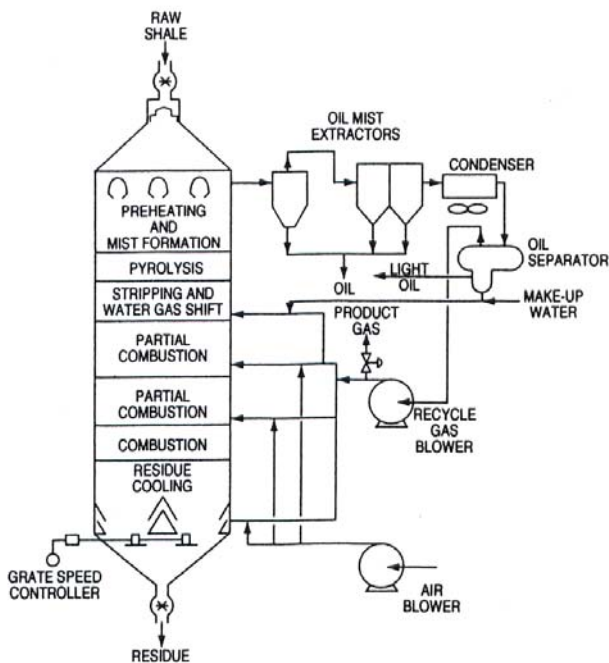 RAW
SHALE
OIL MIST
EXTRACTORS
CONDENSER
PREHEATING
AND
MIST FORMATION
OIL
SEPARATOR
PYROLYSIS
LIGHT
OIL
OIL
STRIPPING AND
WATER GAS SHIFT
MAKE-UP
WATER
PRODUCT
GAS
PARTIAL
COMBUSTION
PARTIAL
COMBUSTION
RECYCLE
GAS
BLOWER
COMBUSTION
RESIDUE
COOLING
GRATE SPEED
CONTROLLER
AIR
BLOWER
RESIDUE